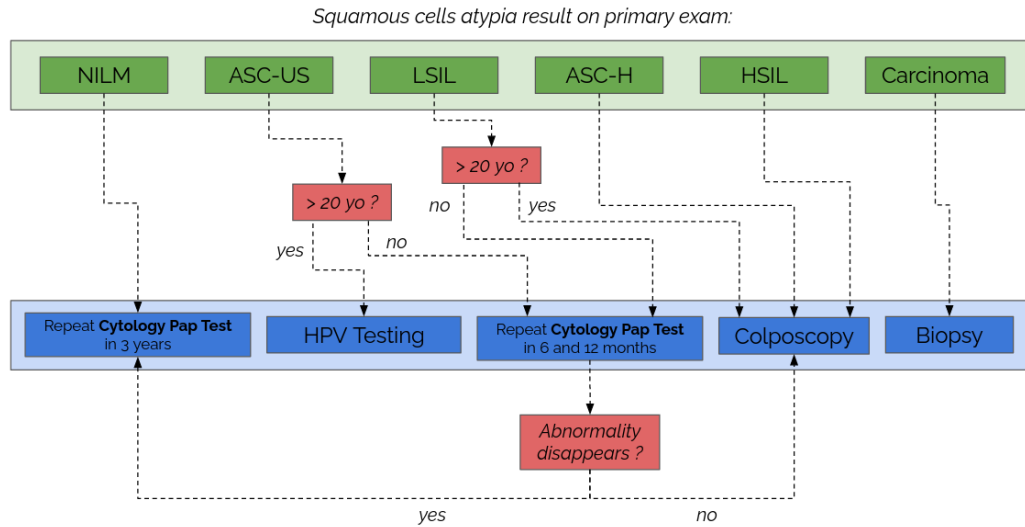 Squamous cells atypia result on primary exam:
NILM
ASC-US
LSIL
ASC-H
HSIL
Carcinoma
> 20 yo ?
> 20 yo ?
no
yes
yes
no
Repeat Cytology Pap Test
in 3 years
HPV Testing
Repeat Cytology Pap Test
in 6 and 12 months
Colposcopy
Biopsy
Abnormality
disappears ?
yes
no